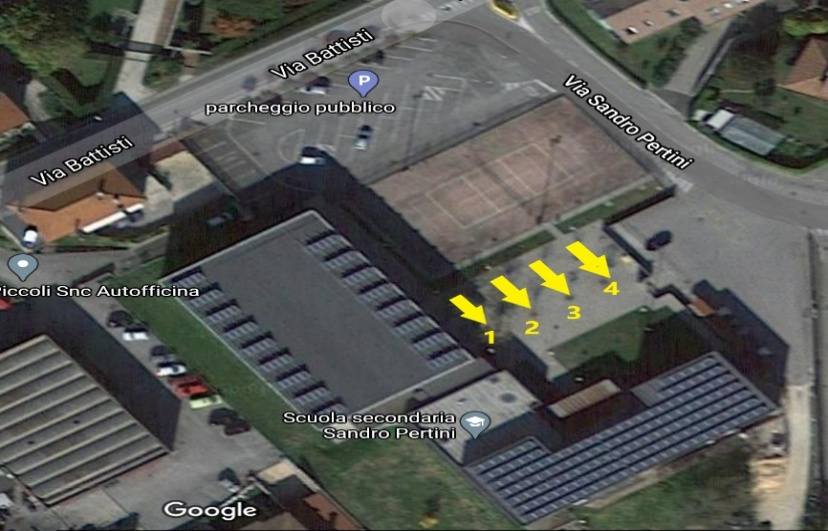 Via Battisti
P
parcheggio pubblico
Via Sandro Pertini
Via Battisti
Piccoli Snc Autofficina
4
3
2
1
Scuola secondaria
Sandro Pertini
Google